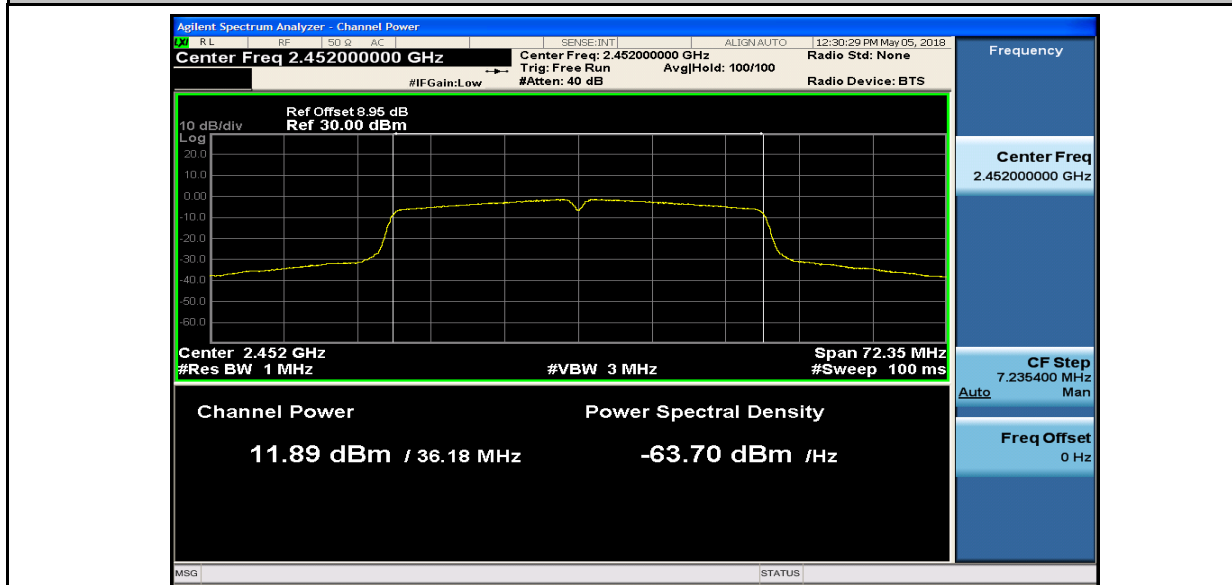 Agilent Spectrum Analyzer - Channel Power
LXI RL RF 50 Ω AC SENSE:INT ALIGN AUTO 12:30:29 PM May 05, 2018
Center Freq 2.452000000 GHz
Center Freq: 2.452000000 GHz
Radio Std: None
Trig: Free Run Avg|Hold: 100/100
#IFGain:Low #Atten: 40 dB Radio Device: BTS
Frequency
Ref Offset 8.95 dB
10 dB/div Ref 30.00 dBm
Log
20.0
10.0
0.00
-10.0
-20.0
-30.0
-40.0
-50.0
-60.0
Center Freq
2.452000000 GHz
Center 2.452 GHz Span 72.35 MHz
#Res BW 1 MHz #VBW 3 MHz #Sweep 100 ms
CF Step
7.235400 MHz
Auto Man
Channel Power Power Spectral Density
11.89 dBm / 36.18 MHz -63.70 dBm /Hz
Freq Offset
0 Hz
MSG STATUS